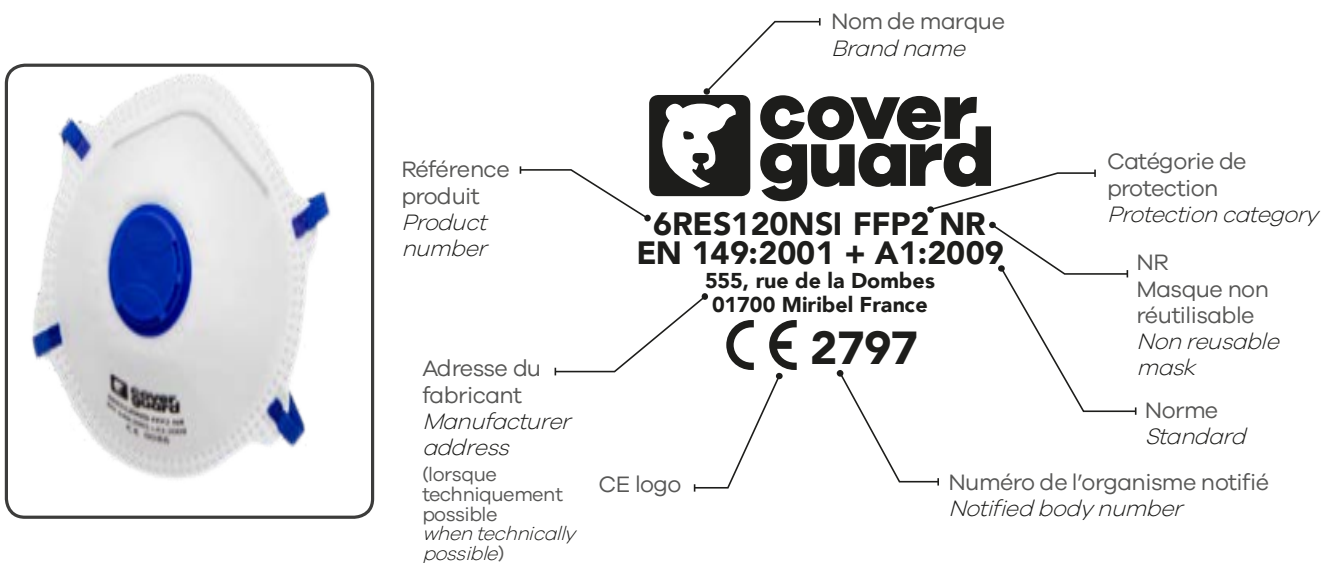 Nom de marque
Brand name
cover
guard
Référence
produit
Product
number
Catégorie de
protection
Protection category
6RES120NSI FFP2 NR
EN 149:2001 + A1:2009
555, rue de la Dombes
01700 Miribel France
CE 2797
NR
Masque non
réutilisable
Non reusable
mask
Adresse du
fabricant
Manufacturer
address
(lorsque
techniquement
possible
when technically
possible)
Norme
Standard
CE logo
Numéro de l'organisme notifié
Notified body number
cover
guard